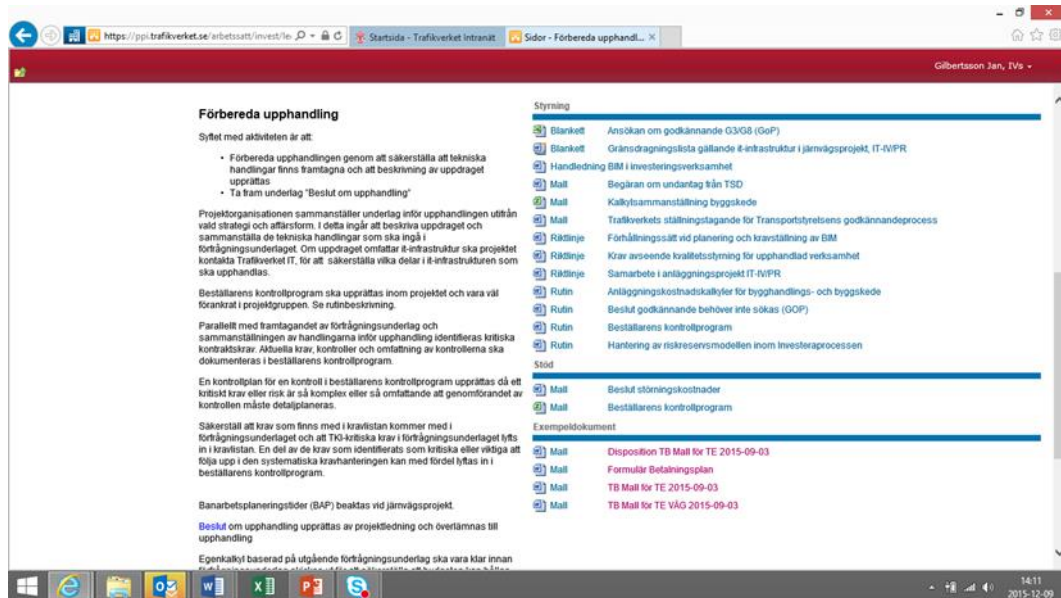 https://ppi.trafikverket.se/arbetssatt/invest/le
Startsida - Trafikverket Intranät
Sidor - Förbereda upphandl...
Gilbertsson Jan, IVs
Förbereda upphandling
Syftet med aktiviteten är att:
• Förbereda upphandlingen genom att säkerställa att tekniska
handlingar finns framtagna och att beskrivning av uppdraget
upprättas
• Ta fram underlag "Beslut om upphandling"
Projektorganisationen sammanställer underlag inför upphandlingen utifrån
vald strategi och affärsform. I detta ingår att beskriva uppdraget och
sammanställa de tekniska handlingar som ska ingå i
förfrågningsunderlaget. Om uppdraget omfattar it-infrastruktur ska projektet
kontakta Trafikverket IT, för att säkerställa vilka delar i it-infrastrukturen som
ska upphandlas.
Beställarens kontrollprogram ska upprättas inom projektet och vara väl
förankrat i projektgruppen. Se rutinbeskrivning.
Parallellt med framtagandet av förfrågningsunderlag och
sammanställningen av handlingarna inför upphandling identifieras kritiska
kontraktskrav. Aktuella krav, kontroller och omfattning av kontrollerna ska
dokumenteras i beställarens kontrollprogram.
En kontrollplan för en kontroll i beställarens kontrollprogram upprättas då ett
kritiskt krav eller risk är så komplex eller så omfattande att genomförandet av
kontrollen måste detaljplaneras.
Säkerställ att krav som finns med i kravlistan kommer med i
förfrågningsunderlaget och att TKI-kritiska krav i förfrågningsunderlaget lyfts
in i kravlistan. En del av de krav som identifierats som kritiska eller viktiga att
följa upp i den systematiska kravhanteringen kan med fördel lyftas in i
beställarens kontrollprogram.
Banarbetsplaneringstider (BAP) beaktas vid järnvägsprojekt.
Beslut om upphandling upprättas av projektledning och överlämnas till
upphandling
Egenkalkyl baserad på utgående förfrågningsunderlag ska vara klar innan
Styrning
Blankett Ansökan om godkännande G3/G8 (GoP)
Blankett Gränsdragningslista gällande it-infrastruktur i järnvägsprojekt, IT-IV/PR
Handledning BIM i investeringsverksamhet
Mall Begäran om undantag från TSD
Mall Kalkylsammanställning byggskede
Mall Trafikverkets ställningstagande för Transportstyrelsens godkännandeprocess
Riktlinje Förhållningssätt vid planering och kravställning av BIM
Riktlinje Krav avseende kvalitetsstyrning för upphandlad verksamhet
Riktlinje Samarbete i anläggningsprojekt IT-IV/PR
Rutin Anläggningskostnadskalkyler för bygghandlings- och byggskede
Rutin Beslut godkännande behöver inte sökas (GOP)
Rutin Beställarens kontrollprogram
Rutin Hantering av riskreservsmodellen inom Investeraprocessen
Stöd
Mall Beslut störningskostnader
Mall Beställarens kontrollprogram
Exempeldokument
Mall Disposition TB Mall för TE 2015-09-03
Mall Formulär Betalningsplan
Mall TB Mall för TE 2015-09-03
Mall TB Mall för TE VÄG 2015-09-03
14:11
2015-12-09